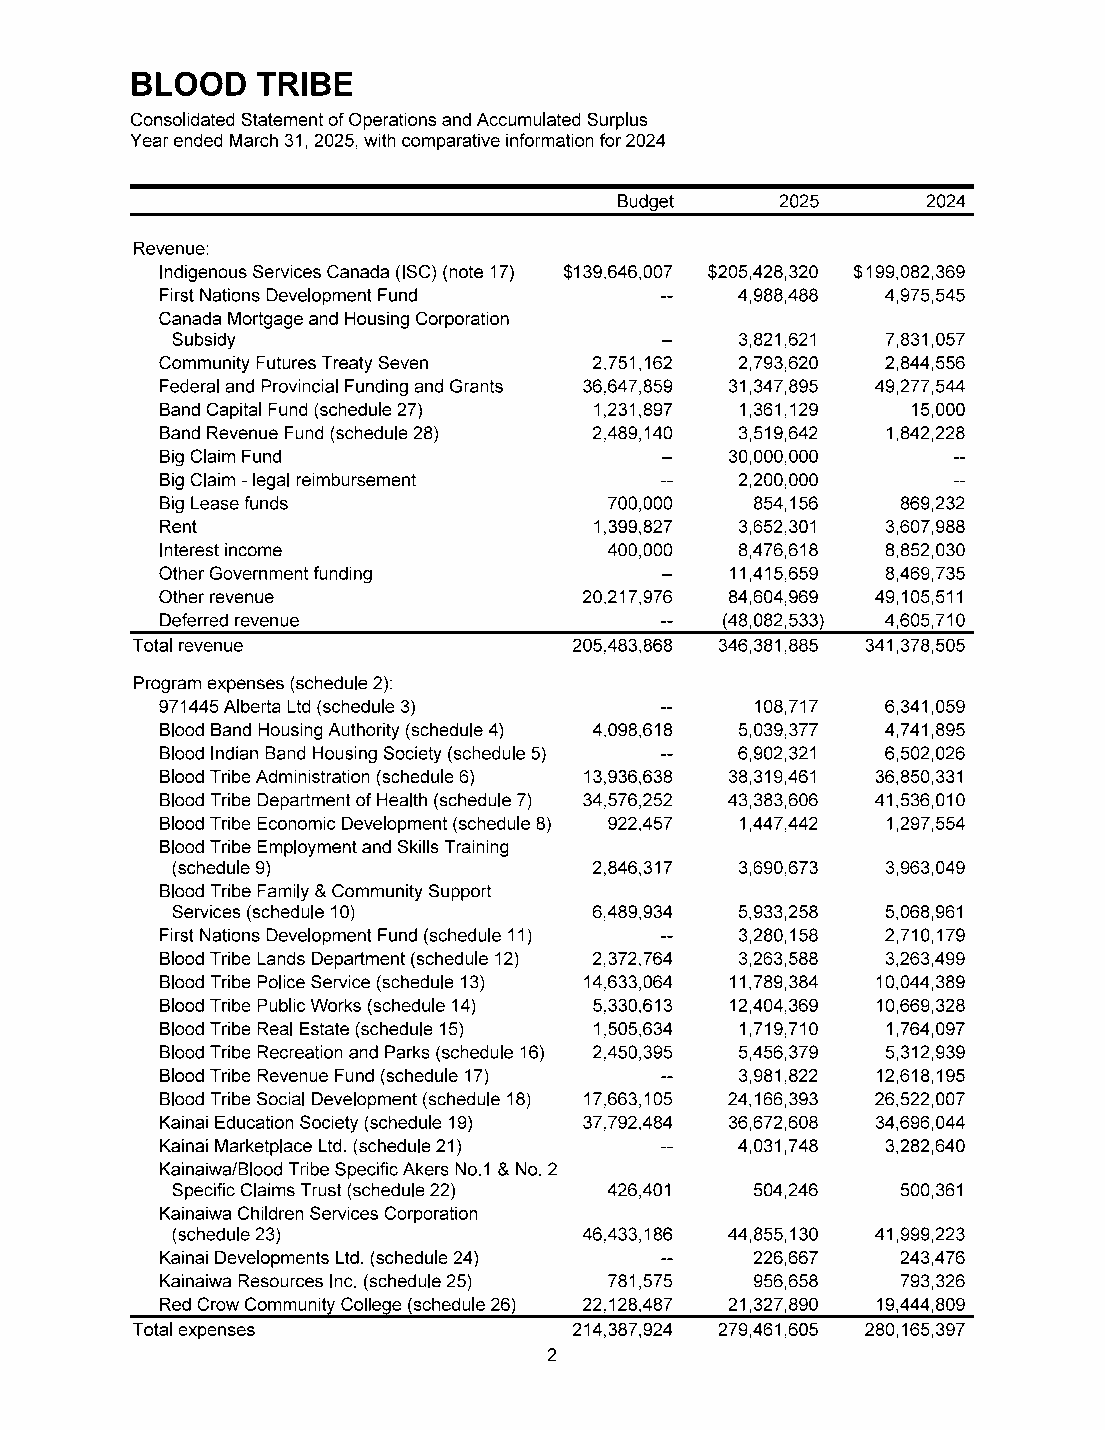 BLOOD TRIBE
Consolidated Statement of Operations and Accumulated Surplus
Year ended March 31, 2025, with comparative information for 2024
Budget 2025 2024
Revenue:
Indigenous Services Canada (ISC) (note 17) $139,646,007 $205,428,320 $199,082,369
First Nations Development Fund -- 4,988,488 4,975,545
Canada Mortgage and Housing Corporation
Subsidy -- 3,821,621 7,831,057
Community Futures Treaty Seven 2,751,162 2,793,620 2,844,556
Federal and Provincial Funding and Grants 36,647,859 31,347,895 49,277,544
Band Capital Fund (schedule 27) 1,231,897 1,361,129 15,000
Band Revenue Fund (schedule 28) 2,489,140 3,519,642 1,842,228
Big Claim Fund -- 30,000,000 --
Big Claim - legal reimbursement -- 2,200,000 --
Big Lease funds 700,000 854,156 869,232
Rent 1,399,827 3,652,301 3,607,988
Interest income 400,000 8,476,618 8,852,030
Other Government funding -- 11,415,659 8,469,735
Other revenue 20,217,976 84,604,969 49,105,511
Deferred revenue -- (48,082,533) 4,605,710
Total revenue 205,483,868 346,381,885 341,378,505
Program expenses (schedule 2):
971445 Alberta Ltd (schedule 3) -- 108,717 6,341,059
Blood Band Housing Authority (schedule 4) 4,098,618 5,039,377 4,741,895
Blood Indian Band Housing Society (schedule 5) -- 6,902,321 6,502,026
Blood Tribe Administration (schedule 6) 13,936,638 38,319,461 36,850,331
Blood Tribe Department of Health (schedule 7) 34,576,252 43,383,606 41,536,010
Blood Tribe Economic Development (schedule 8) 922,457 1,447,442 1,297,554
Blood Tribe Employment and Skills Training
(schedule 9) 2,846,317 3,690,673 3,963,049
Blood Tribe Family & Community Support
Services (schedule 10) 6,489,934 5,933,258 5,068,961
First Nations Development Fund (schedule 11) -- 3,280,158 2,710,179
Blood Tribe Lands Department (schedule 12) 2,372,764 3,263,588 3,263,499
Blood Tribe Police Service (schedule 13) 14,633,064 11,789,384 10,044,389
Blood Tribe Public Works (schedule 14) 5,330,613 12,404,369 10,669,328
Blood Tribe Real Estate (schedule 15) 1,505,634 1,719,710 1,764,097
Blood Tribe Recreation and Parks (schedule 16) 2,450,395 5,456,379 5,312,939
Blood Tribe Revenue Fund (schedule 17) -- 3,981,822 12,618,195
Blood Tribe Social Development (schedule 18) 17,663,105 24,166,393 26,522,007
Kainai Education Society (schedule 19) 37,792,484 36,672,608 34,696,044
Kainai Marketplace Ltd. (schedule 21) -- 4,031,748 3,282,640
Kainaiwa/Blood Tribe Specific Akers No.1 & No. 2
Specific Claims Trust (schedule 22) 426,401 504,246 500,361
Kainaiwa Children Services Corporation
(schedule 23) 46,433,186 44,855,130 41,999,223
Kainai Developments Ltd. (schedule 24) -- 226,667 243,476
Kainaiwa Resources Inc. (schedule 25) 781,575 956,658 793,326
Red Crow Community College (schedule 26) 22,128,487 21,327,890 19,444,809
Total expenses 214,387,924 279,461,605 280,165,397
2